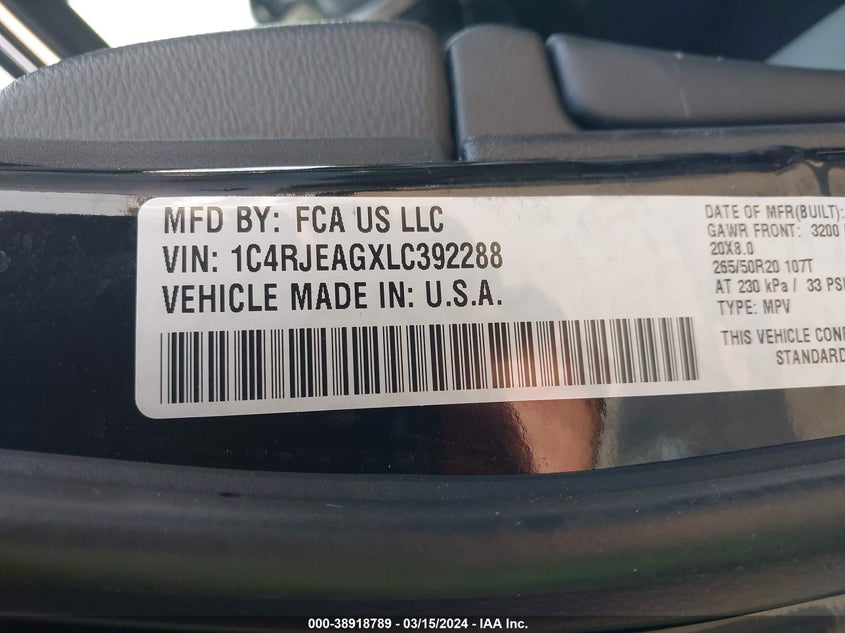 MFD BY: FCA US LLC
VIN: 1C4RJEAGXLC392288
VEHICLE MADE IN: U.S.A.
DATE OF MFR(BUILT):
GAWR FRONT: 3200
20X8.0
265/50R20 107T
AT 230 kPa / 33 PSI
TYPE: MPV
THIS VEHICLE CONF
STANDARD
000-38918789 - 03/15/2024 - IAA Inc.